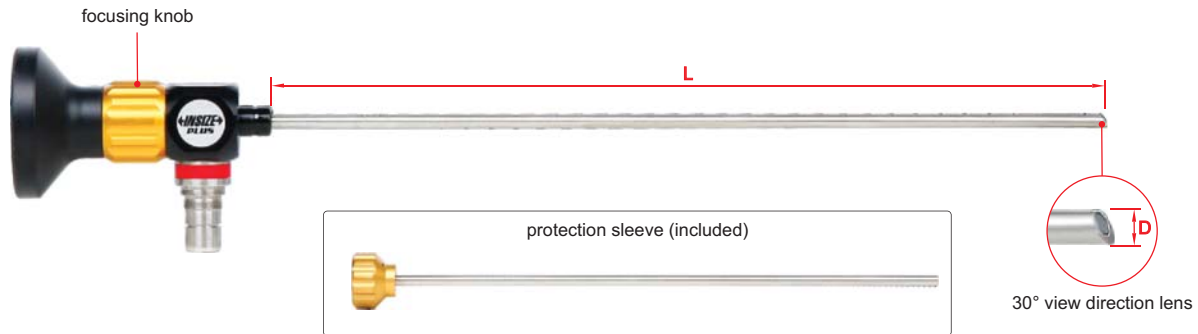 focusing knob
L
INSIZE
PLUS
protection sleeve (included)
D
30° view direction lens